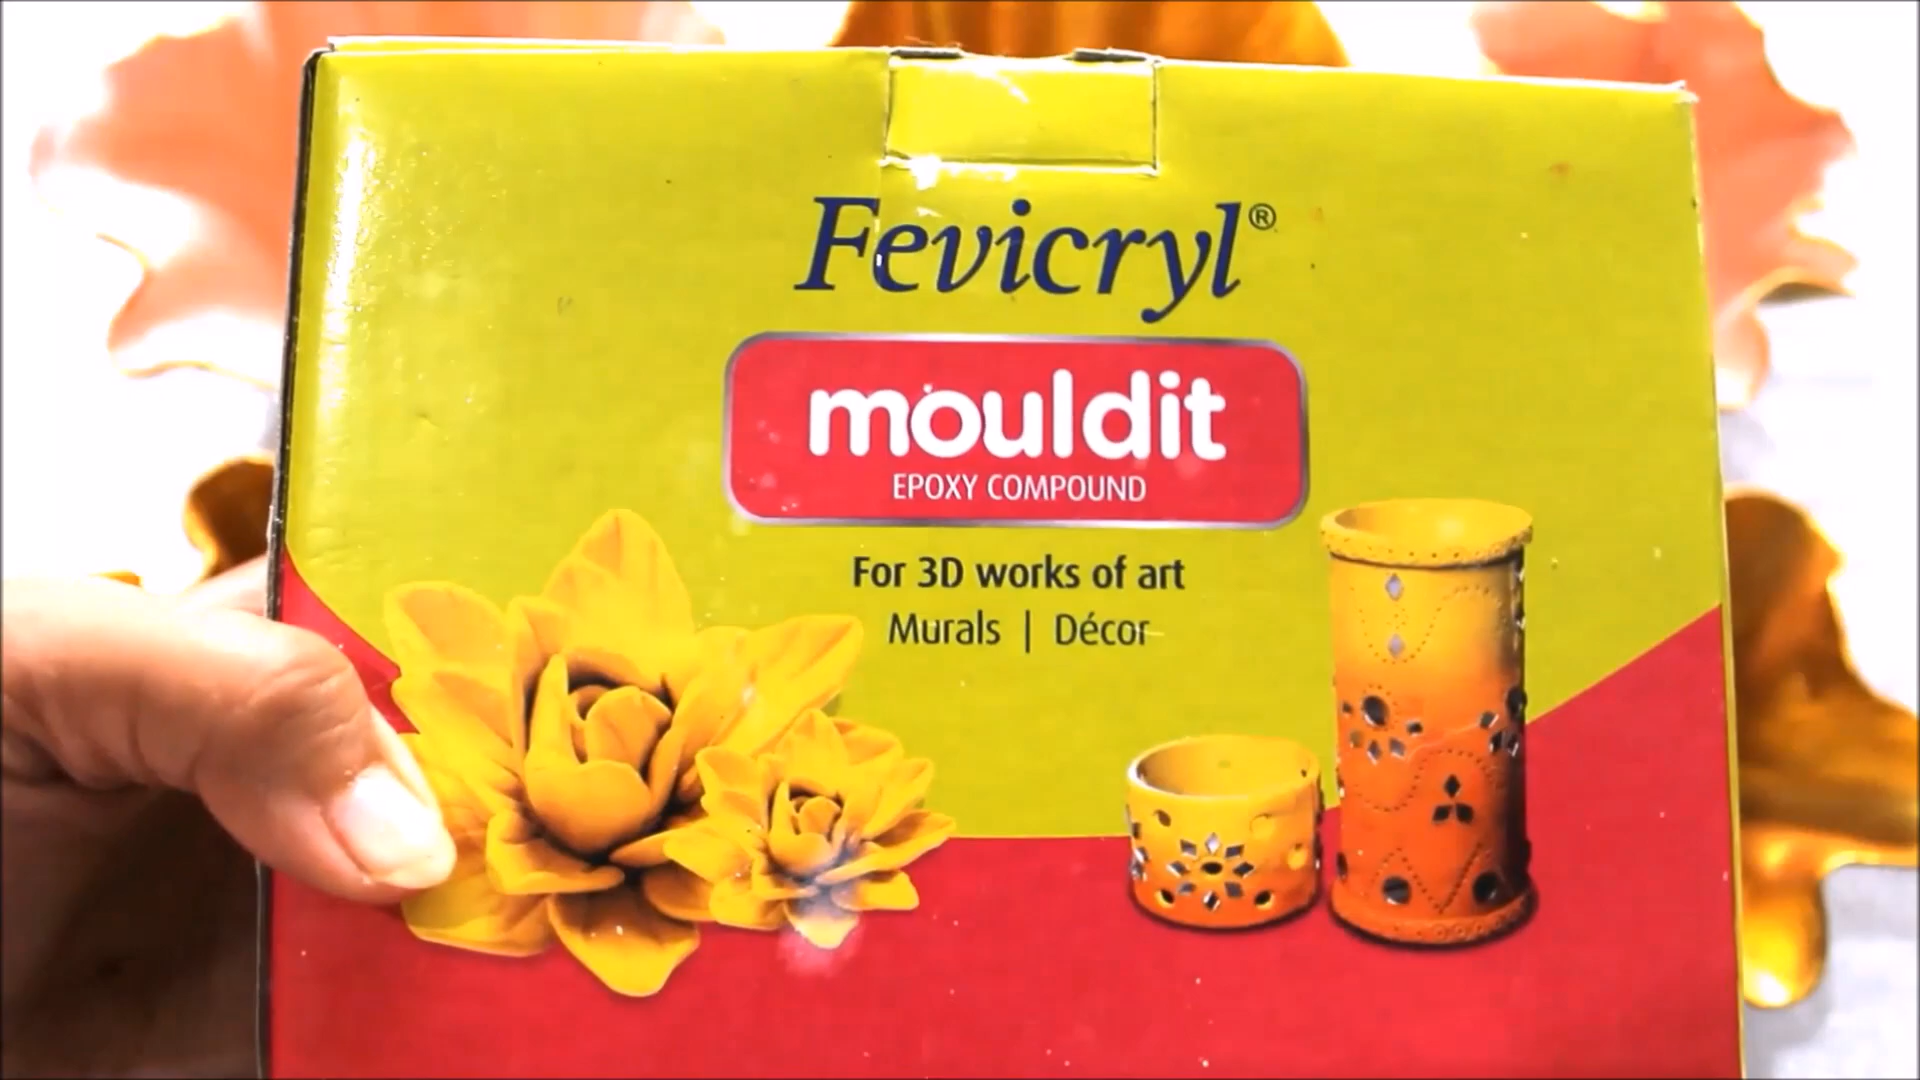 Fevicryl®
mouldit
EPOXY COMPOUND
For 3D works of art
Murals | Décor